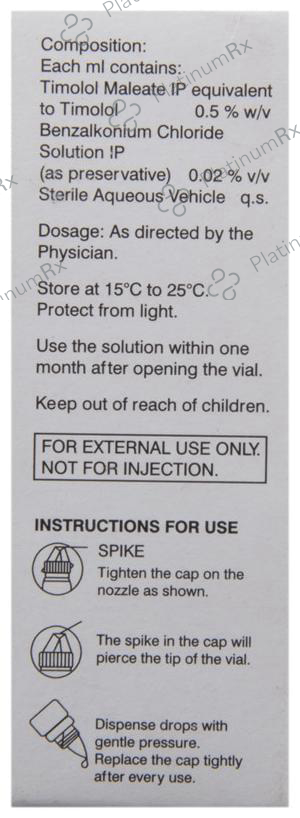 Composition:
Each ml contains:
Timolol Maleate IP equivalent
to Timolol 0.5 % w/v
Benzalkonium Chloride
Solution IP
(as preservative) 0.02 % v/v
Sterile Aqueous Vehicle q.s.
Dosage: As directed by the
Physician.
Store at 15°C to 25°C.
Protect from light.
Use the solution within one
month after opening the vial.
Keep out of reach of children.
FOR EXTERNAL USE ONLY.
NOT FOR INJECTION.
INSTRUCTIONS FOR USE
SPIKE
Tighten the cap on the
nozzle as shown.
The spike in the cap will
pierce the tip of the vial.
Dispense drops with
gentle pressure.
Replace the cap tightly
after every use.
PlatinumRx
PlatinumRx